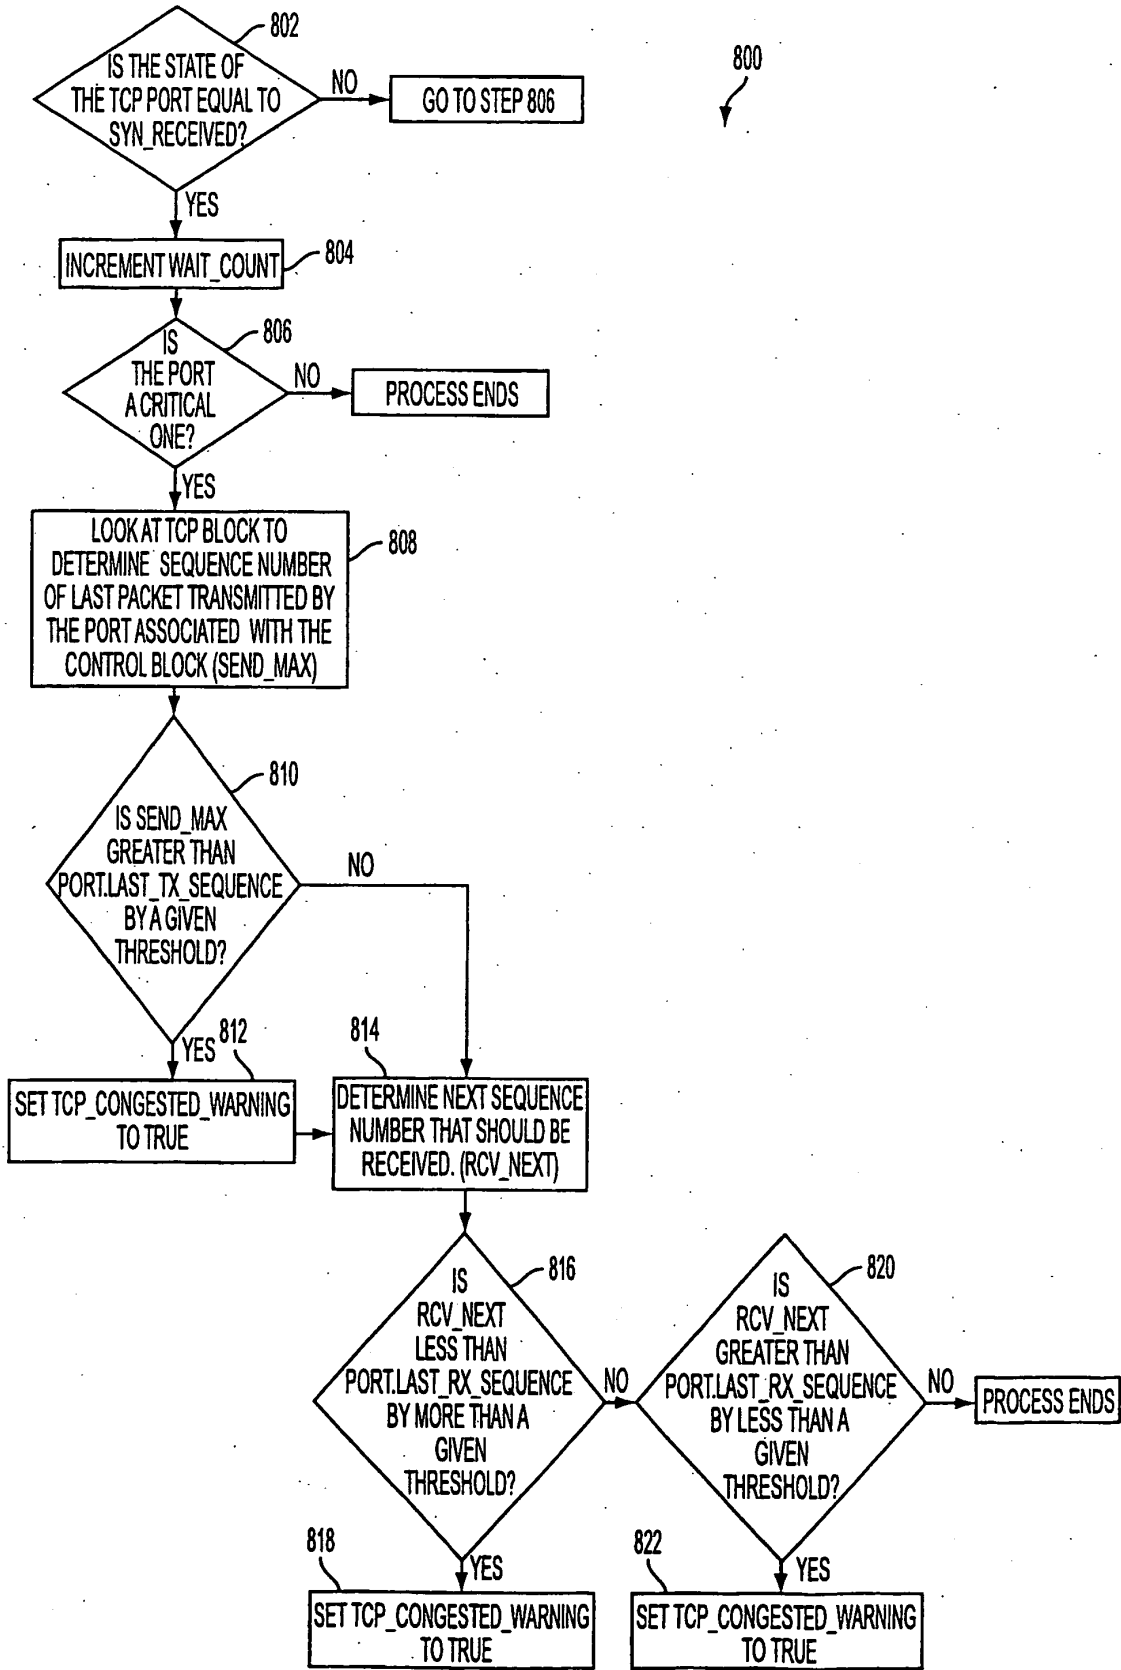 802
IS THE STATE OF
THE TCP PORT EQUAL TO
SYN_RECEIVED?
NO
GO TO STEP 806
800
YES
INCREMENT WAIT_COUNT
804
806
IS
THE PORT
A CRITICAL
ONE?
NO
PROCESS ENDS
YES
LOOK AT TCP BLOCK TO
DETERMINE SEQUENCE NUMBER
OF LAST PACKET TRANSMITTED BY
THE PORT ASSOCIATED WITH THE
CONTROL BLOCK (SEND_MAX)
808
810
IS SEND_MAX
GREATER THAN
PORT.LAST_TX_SEQUENCE
BY A GIVEN
THRESHOLD?
NO
YES
812
SET TCP_CONGESTED_WARNING
TO TRUE
814
DETERMINE NEXT SEQUENCE
NUMBER THAT SHOULD BE
RECEIVED. (RCV_NEXT)
816
IS
RCV_NEXT
LESS THAN
PORT.LAST_RX_SEQUENCE
BY MORE THAN A
GIVEN
THRESHOLD?
NO
820
IS
RCV_NEXT
GREATER THAN
PORT.LAST_RX_SEQUENCE
BY LESS THAN A
GIVEN
THRESHOLD?
NO
PROCESS ENDS
818
YES
SET TCP_CONGESTED_WARNING
TO TRUE
822
YES
SET TCP_CONGESTED_WARNING
TO TRUE